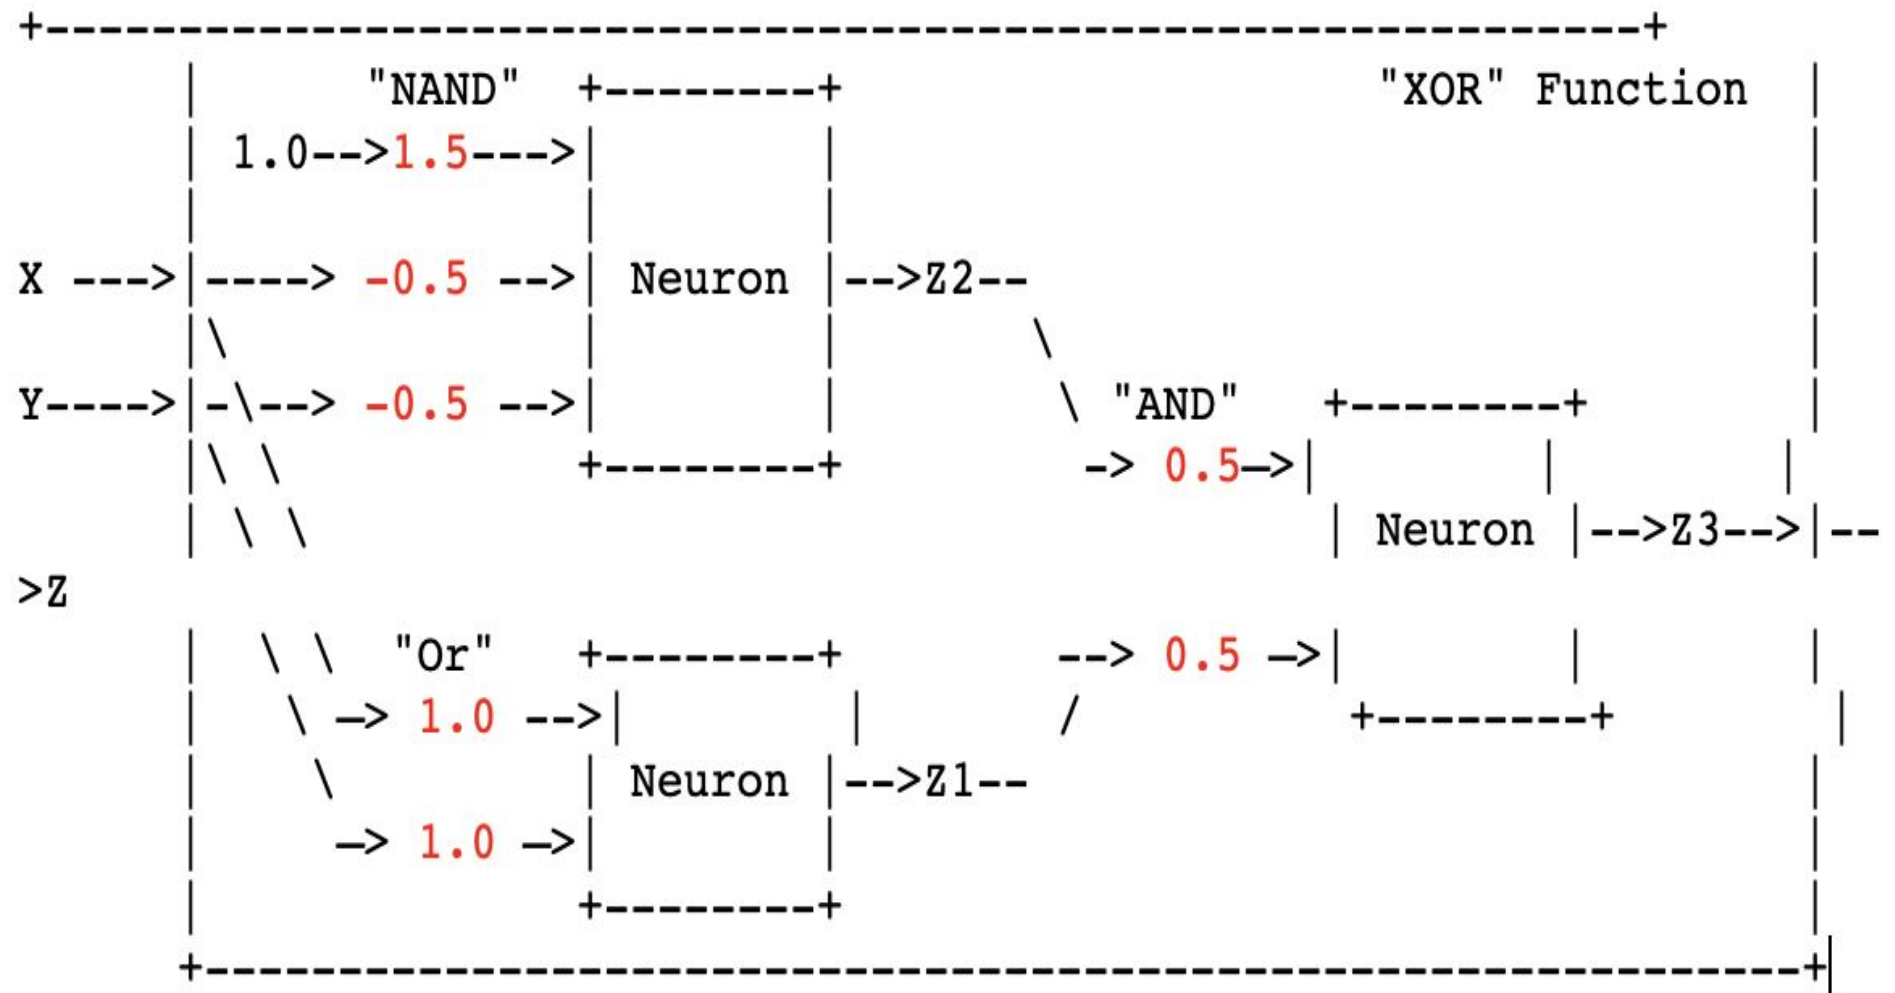 +-------------------------------------------------------------+
      |      "NAND"  +--------+                    "XOR" Function  |
      | 1.0-->1.5--->|        |                                    |
      |              |        |                                    |
X --->|----> -0.5 -->| Neuron |-->Z2--                             |
      |\             |        |       \                            |
Y---->|-\--> -0.5 -->|        |        \ "AND"   +--------+        |
      |\ \           +--------+         -> 0.5—>|        |        |
      | \ \                                      | Neuron |-->Z3-->|--
>Z
      |  \ \  "Or"   +--------+        --> 0.5 —>|        |        |
      |   \ —> 1.0 -->|        |       /          +--------+        |
      |    \         | Neuron |-->Z1--                             |
      |     —> 1.0 —>|        |                                    |
      |              +--------+                                    |
      +------------------------------------------------------------+